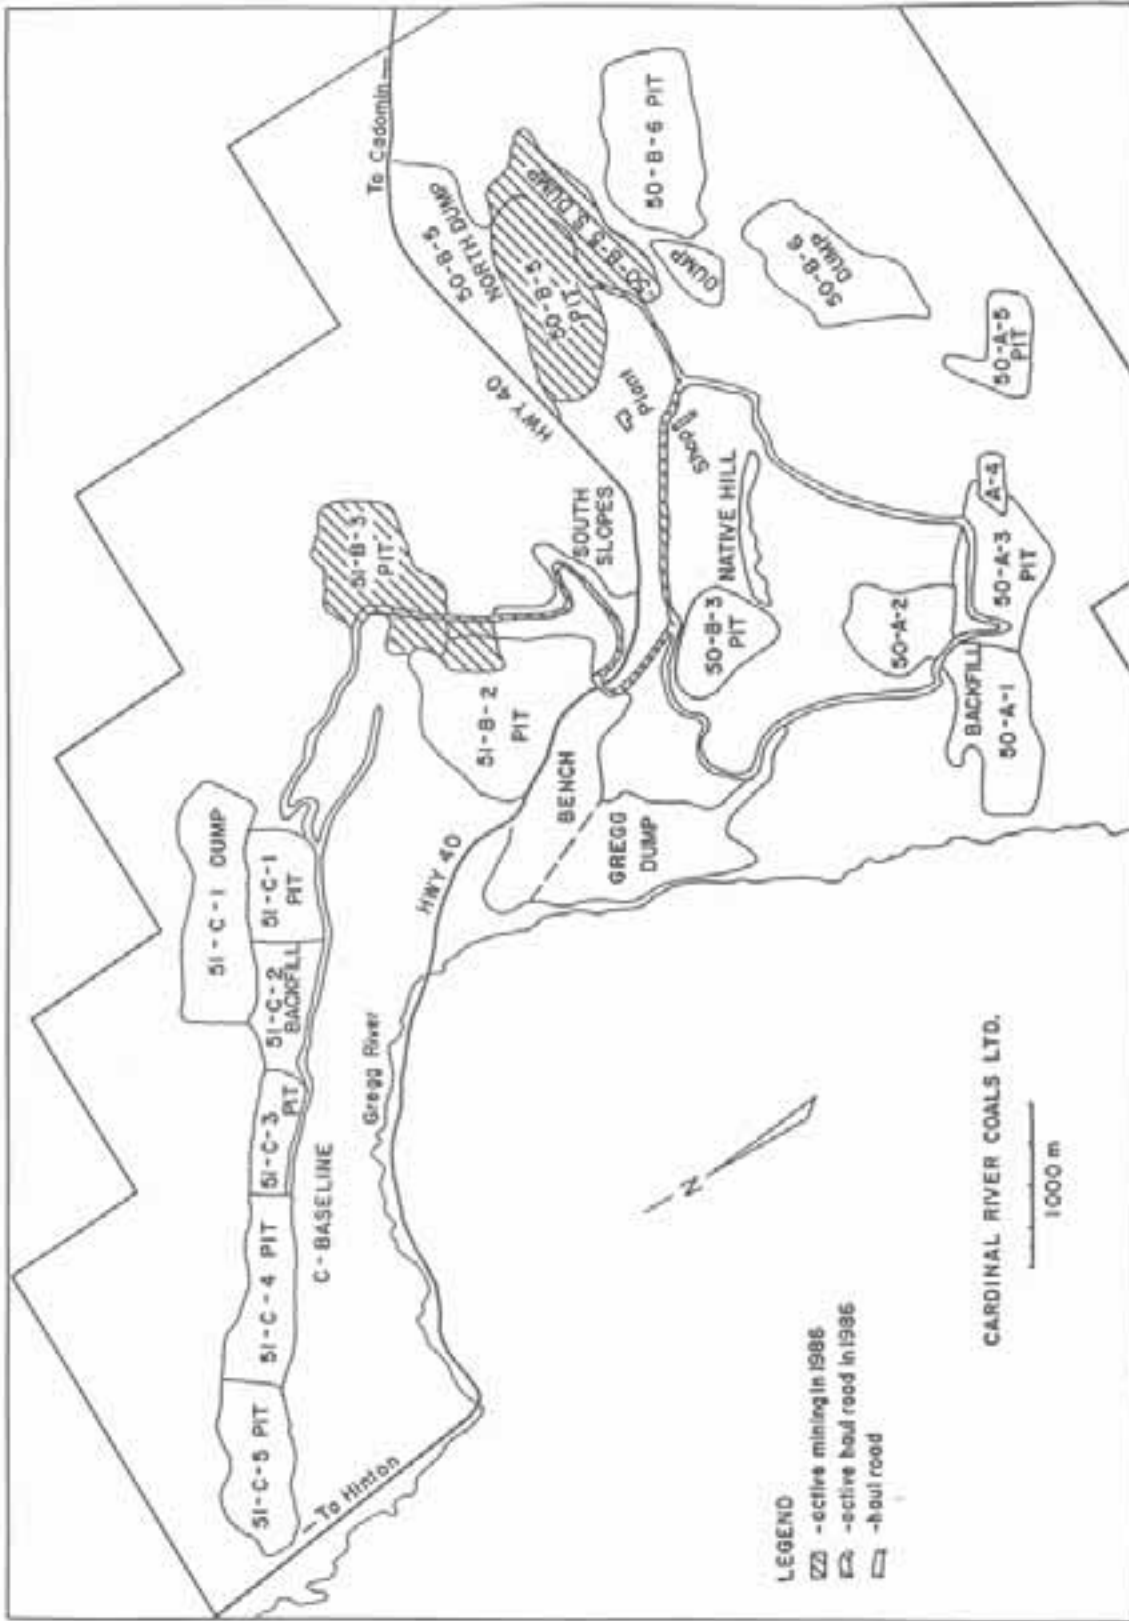 To Cadomin
50-B-5
NORTH DUMP
50-B-5
PIT
50-B-5 S. DUMP
50-B-6 PIT
DUMP
50-B-6
DUMP
50-A-5
PIT
HWY 40
Plant
Shop
51-B-3
PIT
SOUTH
SLOPES
NATIVE HILL
A-4
50-A-3
PIT
50-B-3
PIT
50-A-2
51-B-2
PIT
BACKFILL
50-A-1
BENCH
GREGG
DUMP
HWY 40
51-C-1 DUMP
51-C-1
PIT
51-C-2
BACKFILL
51-C-3
PIT
Gregg River
C-BASELINE
51-C-4 PIT
51-C-5 PIT
To Hinton
N
CARDINAL RIVER COALS LTD.
1000 m
LEGEND
-active mining in 1986
-active haul road in 1986
-haul road